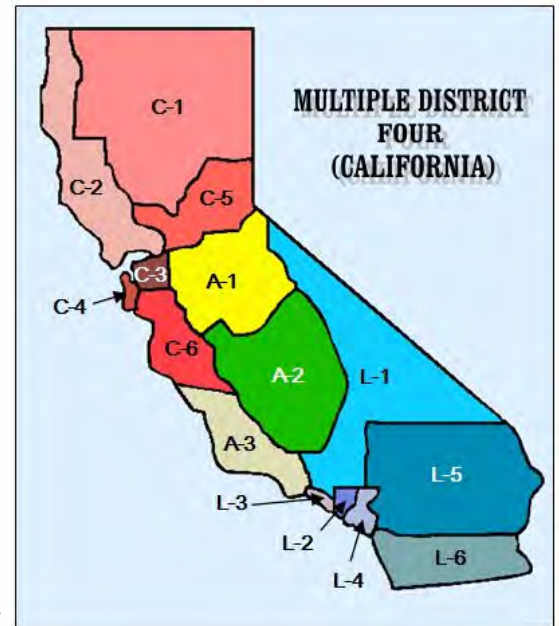 MULTIPLE DISTRICT
FOUR
(CALIFORNIA)
C-1
C-2
C-5
C-3
A-1
C-4
C-6
A-2
L-1
A-3
L-5
L-3
L-2
L-6
L-4